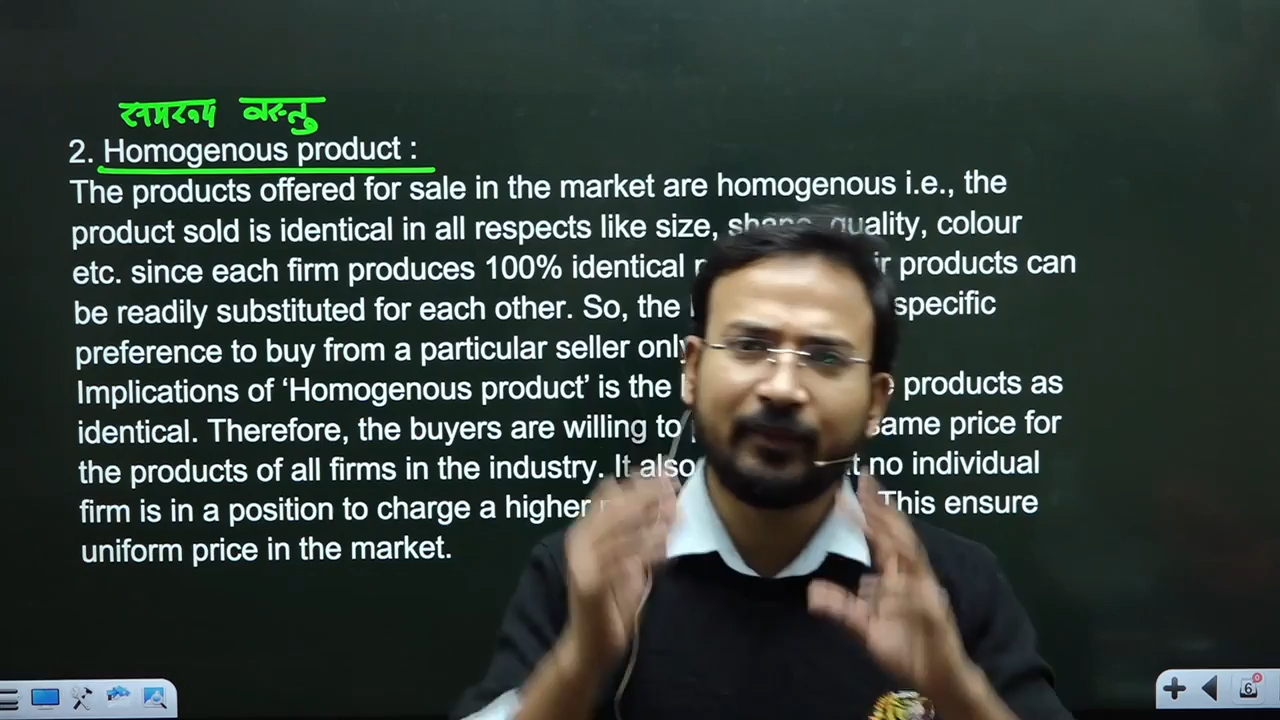 समरूप वस्तु
2. Homogenous product :
The products offered for sale in the market are homogenous i.e., the
product sold is identical in all respects like size, shape, quality, colour
etc. since each firm produces 100% identical products can
be readily substituted for each other. So, the specific
preference to buy from a particular seller only
Implications of ‘Homogenous product’ is the products as
identical. Therefore, the buyers are willing to same price for
the products of all firms in the industry. It also no individual
firm is in a position to charge a higher This ensure
uniform price in the market.
6